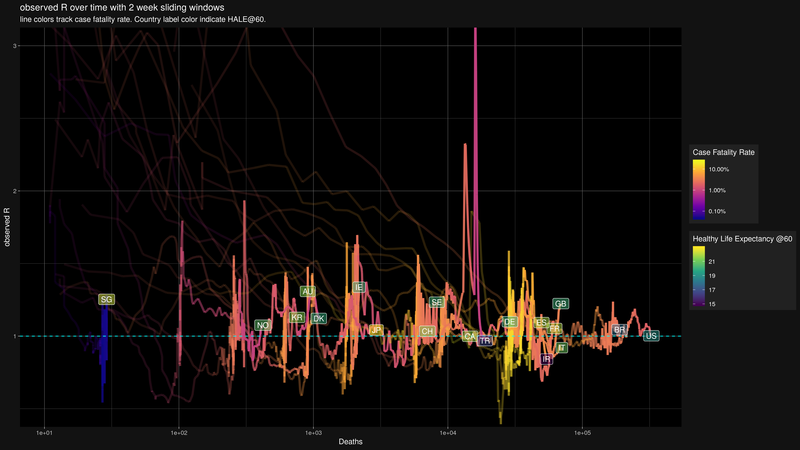 observed R over time with 2 week sliding windows
line colors track case fatality rate. Country label color indicate HALE@60.
3
2
1
observed R
SG
NO
KR
AU
DK
IE
JP
CH
SE
CA
TR
DE
ES
FR
IT
IR
GB
BR
US
1e+01
1e+02
1e+03
1e+04
1e+05
Deaths
Case Fatality Rate
10.00%
1.00%
0.10%
Healthy Life Expectancy @60
21
19
17
15